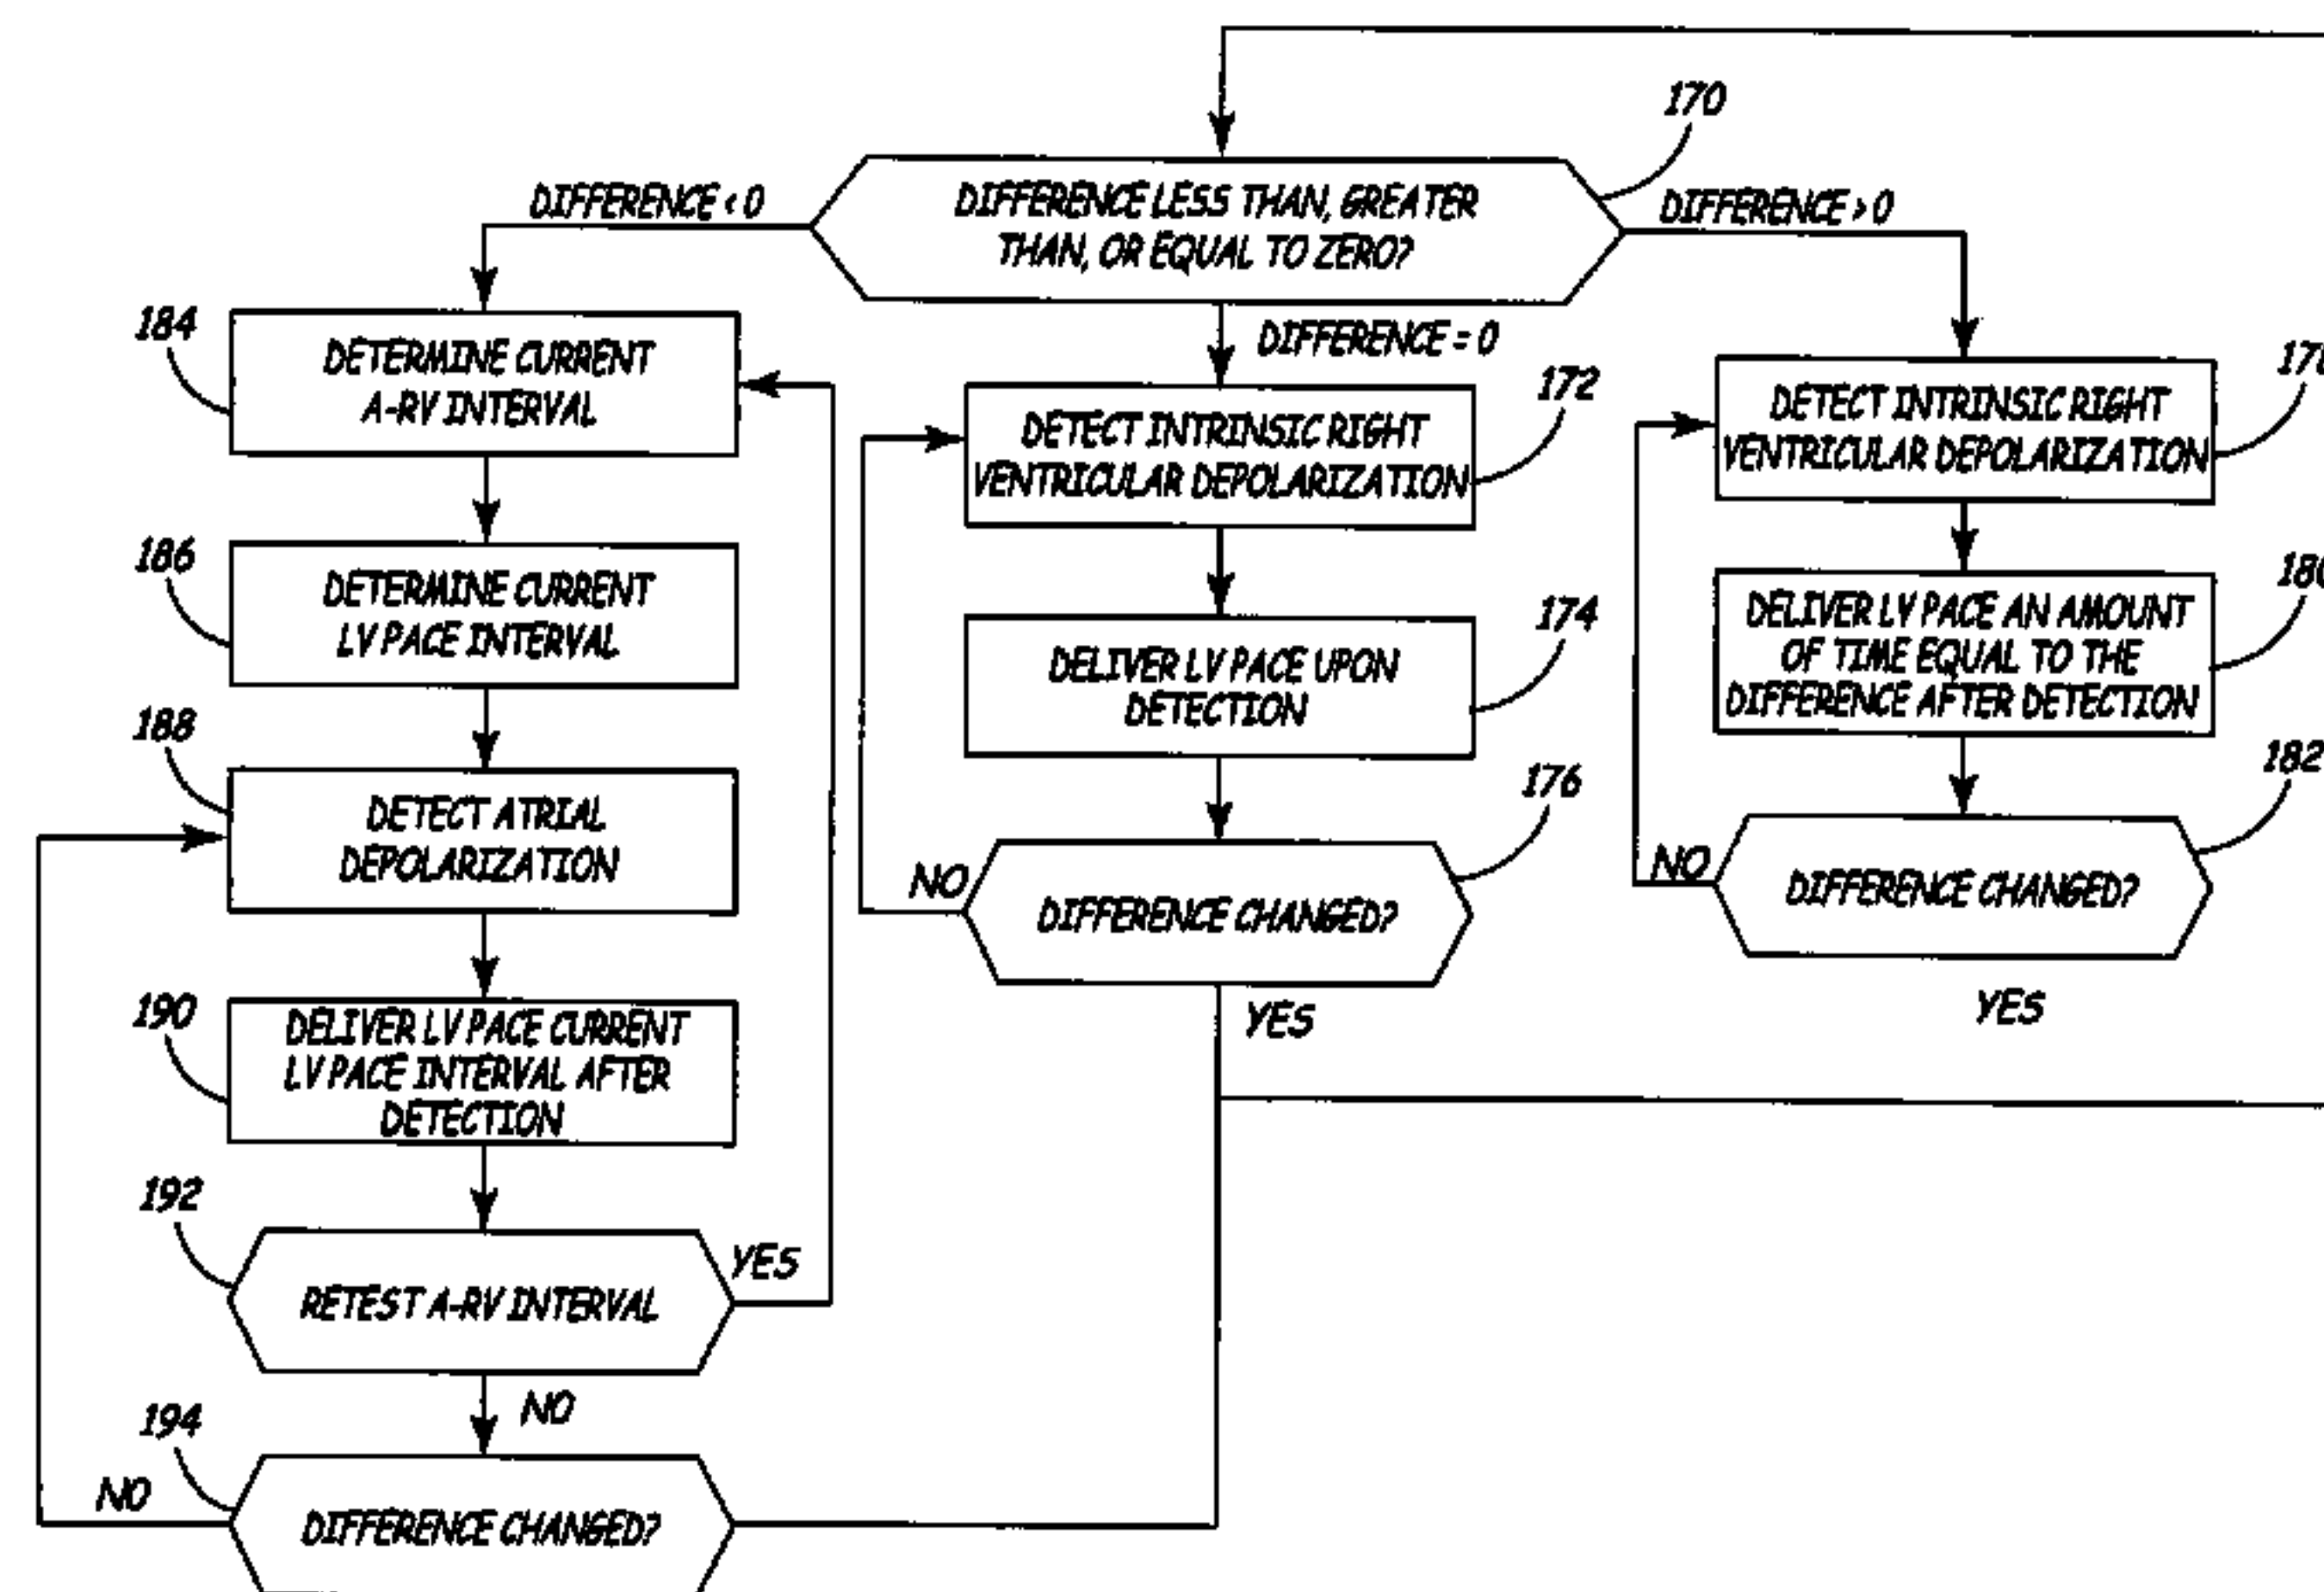 170
DIFFERENCE < 0
DIFFERENCE LESS THAN, GREATER
THAN, OR EQUAL TO ZERO?
DIFFERENCE > 0
DIFFERENCE = 0
184
DETERMINE CURRENT
A-RV INTERVAL
186
DETERMINE CURRENT
LV PACE INTERVAL
188
DETECT ATRIAL
DEPOLARIZATION
190
DELIVER LV PACE CURRENT
LV PACE INTERVAL AFTER
DETECTION
192
RETEST A-RV INTERVAL
YES
NO
194
DIFFERENCE CHANGED?
NO
172
DETECT INTRINSIC RIGHT
VENTRICULAR DEPOLARIZATION
174
DELIVER LV PACE UPON
DETECTION
176
DIFFERENCE CHANGED?
NO
YES
DETECT INTRINSIC RIGHT
VENTRICULAR DEPOLARIZATION
DELIVER LV PACE AN AMOUNT
OF TIME EQUAL TO THE
DIFFERENCE AFTER DETECTION
182
DIFFERENCE CHANGED?
NO
YES